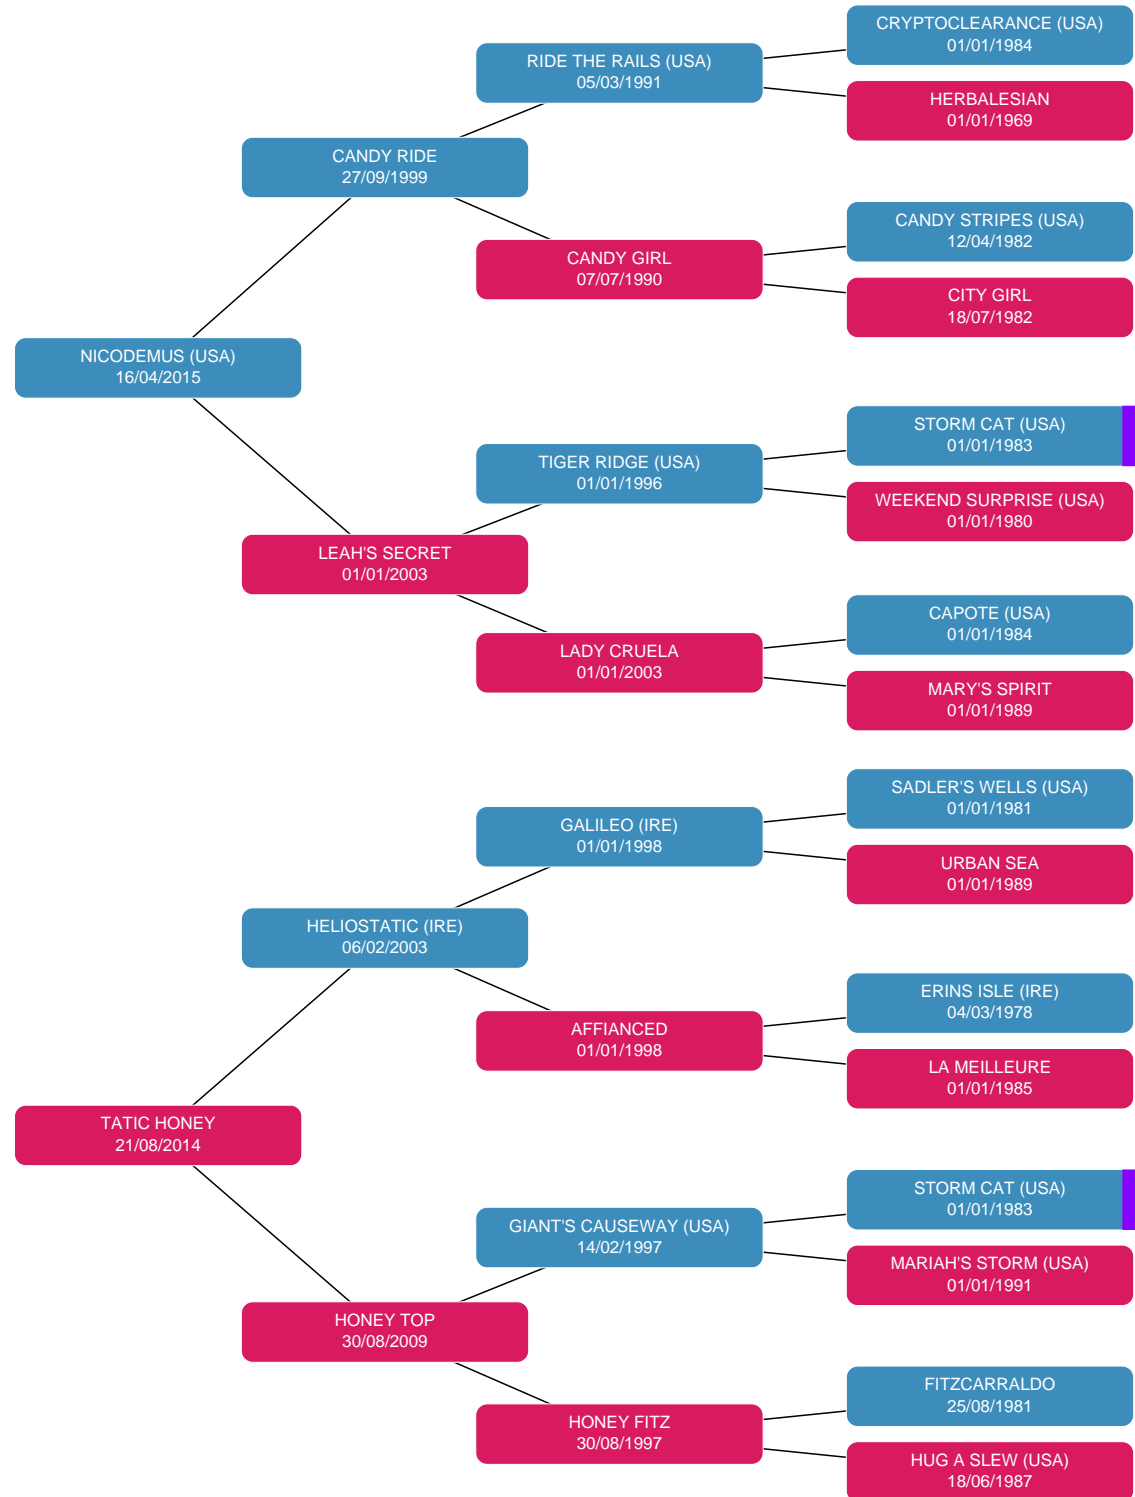 CRYPTOCLEARANCE (USA)
01/01/1984
RIDE THE RAILS (USA)
05/03/1991
HERBALESIAN
01/01/1969
CANDY RIDE
27/09/1999
CANDY STRIPES (USA)
12/04/1982
CANDY GIRL
07/07/1990
CITY GIRL
18/07/1982
NICODEMUS (USA)
16/04/2015
STORM CAT (USA)
01/01/1983
TIGER RIDGE (USA)
01/01/1996
WEEKEND SURPRISE (USA)
01/01/1980
LEAH'S SECRET
01/01/2003
CAPOTE (USA)
01/01/1984
LADY CRUELA
01/01/2003
MARY'S SPIRIT
01/01/1989
SADLER'S WELLS (USA)
01/01/1981
GALILEO (IRE)
01/01/1998
URBAN SEA
01/01/1989
HELIOSTATIC (IRE)
06/02/2003
ERINS ISLE (IRE)
04/03/1978
AFFIANCED
01/01/1998
LA MEILLEURE
01/01/1985
TATIC HONEY
21/08/2014
STORM CAT (USA)
01/01/1983
GIANT'S CAUSEWAY (USA)
14/02/1997
MARIAH'S STORM (USA)
01/01/1991
HONEY TOP
30/08/2009
FITZCARRALDO
25/08/1981
HONEY FITZ
30/08/1997
HUG A SLEW (USA)
18/06/1987